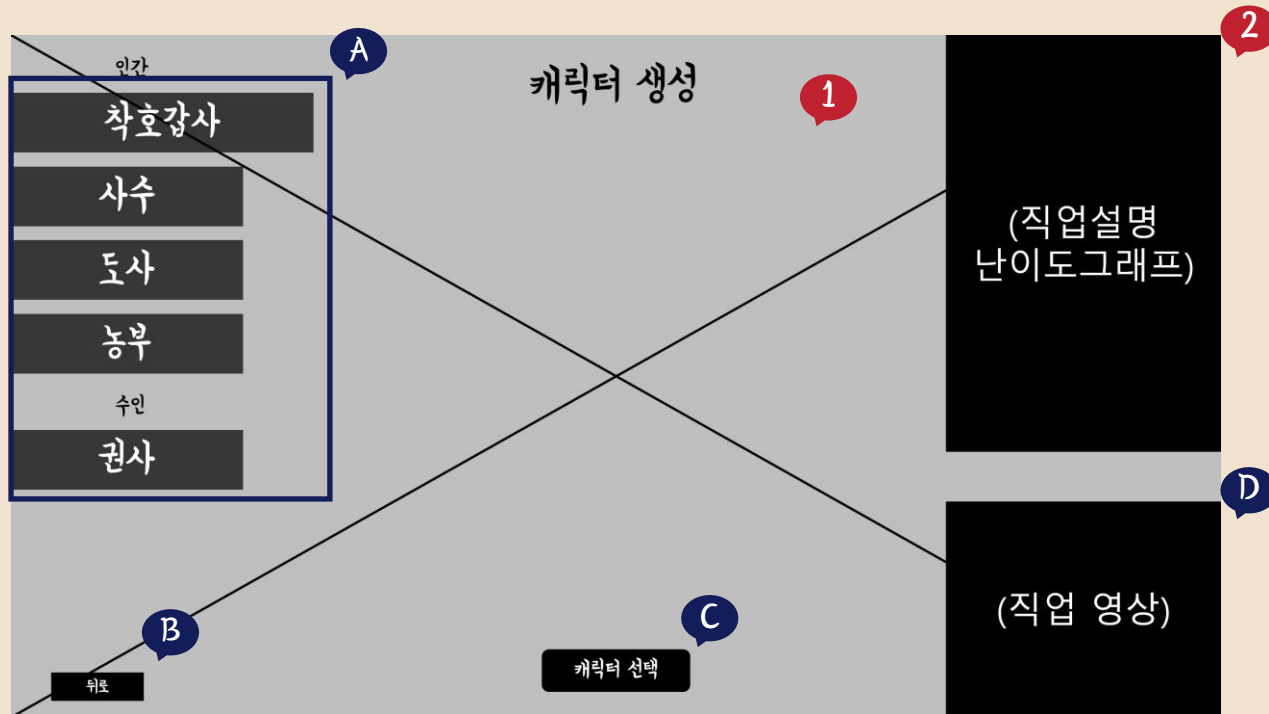 2
A
인간
캐릭터 생성
1
착호갑사
사수
(직업설명
난이도그래프)
도사
농부
수인
권사
D
(직업 영상)
B
C
캐릭터 선택
뒤로